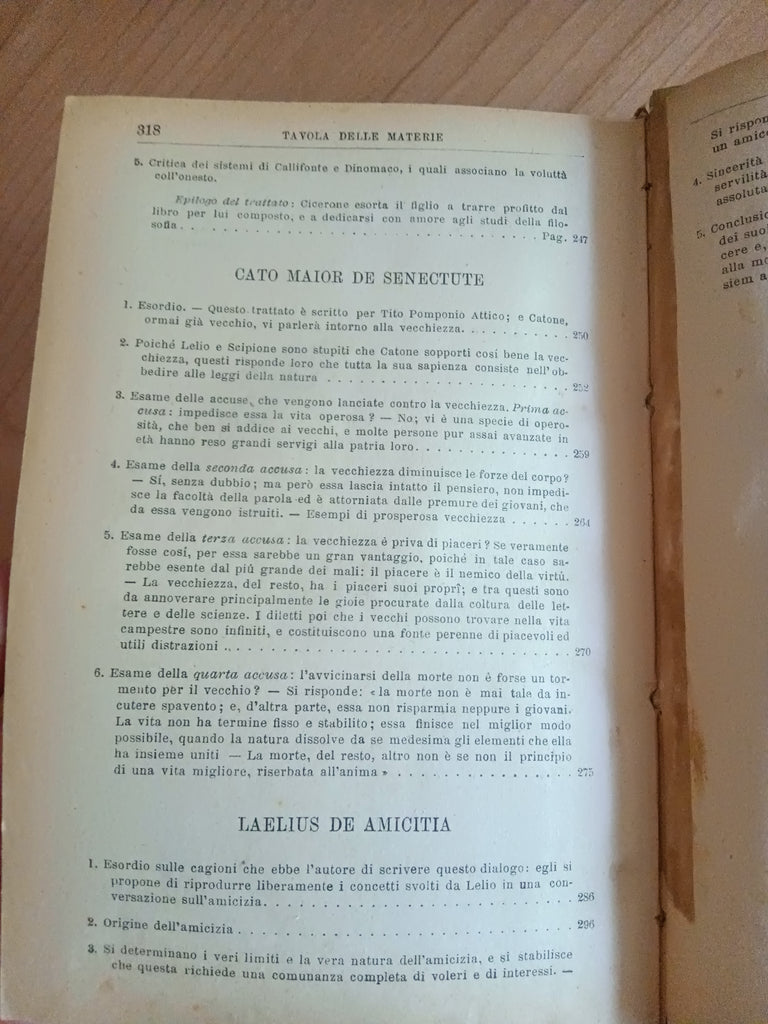 318
TAVOLA DELLE MATERIE
5. Critica dei sistemi di Callifonte e Dinomaco, i quali associano la voluttà
coll'onesto.
Epilogo del trattato: Cicerone esorta il figlio a trarre profitto dal
libro per lui composto, e a dedicarsi con amore agli studi della filo-
sofia . . . . . . . . . . . . . . . . . . . . . . . . . . Pag. 247
CATO MAIOR DE SENECTUTE
1. Esordio. — Questo trattato è scritto per Tito Pomponio Attico; e Catone,
ormai già vecchio, vi parlerà intorno alla vecchiezza. . . . . . . . . . 250
2. Poiché Lelio e Scipione sono stupiti che Catone sopporti cosí bene la vec-
chiezza, questi risponde loro che tutta la sua sapienza consiste nell'ob-
bedire alle leggi della natura . . . . . . . . . . . . . . . . . . . 252
3. Esame delle accuse, che vengono lanciate contro la vecchiezza. Prima ac-
cusa: impedisce essa la vita operosa? — No; vi è una specie di opero-
sità, che ben si addice ai vecchi, e molte persone pur assai avanzate in
età hanno reso grandi servigi alla patria loro. . . . . . . . . . . . . 259
4. Esame della seconda accusa: la vecchiezza diminuisce le forze del corpo?
— Sí, senza dubbio; ma però essa lascia intatto il pensiero, non impedi-
sce la facoltà della parola ed è attorniata dalle premure dei giovani, che
da essa vengono istruiti. — Esempi di prosperosa vecchiezza . . . . . . 264
5. Esame della terza accusa: la vecchiezza é priva di piaceri? Se veramente
fosse cosí, per essa sarebbe un gran vantaggio, poiché in tale caso sa-
rebbe esente dal piú grande dei mali: il piacere è il nemico della virtú.
— La vecchiezza, del resto, ha i piaceri suoi proprî; e tra questi sono
da annoverare principalmente le gioie procurate dalla coltura delle let-
tere e delle scienze. I diletti poi che i vecchi possono trovare nella vita
campestre sono infiniti, e costituiscono una fonte perenne di piacevoli ed
utili distrazioni . . . . . . . . . . . . . . . . . . . . . . . . . . 270
6. Esame della quarta accusa: l'avvicinarsi della morte non é forse un tor-
mento per il vecchio? — Si risponde: « la morte non è mai tale da in-
cutere spavento; e, d'altra parte, essa non risparmia neppure i giovani.
La vita non ha termine fisso e stabilito; essa finisce nel miglior modo
possibile, quando la natura dissolve da se medesima gli elementi che ella
ha insieme uniti — La morte, del resto, altro non è se non il principio
di una vita migliore, riserbata all'anima » . . . . . . . . . . . . . 275
LAELIUS DE AMICITIA
1. Esordio sulle cagioni che ebbe l'autore di scrivere questo dialogo: egli si
propone di riprodurre liberamente i concetti svolti da Lelio in una con-
versazione sull'amicizia. . . . . . . . . . . . . . . . . . . . . . . . 286
2. Origine dell'amicizia . . . . . . . . . . . . . . . . . . . . . . . . 296
3. Si determinano i veri limiti e la vera natura dell'amicizia, e si stabilisce
che questa richiede una comunanza completa di voleri e di interessi. —
Si rispon
un amic
4. Sincerità
servilità
assoluta
5. Conclusio
dei suo
cere e,
alla mo
siem a